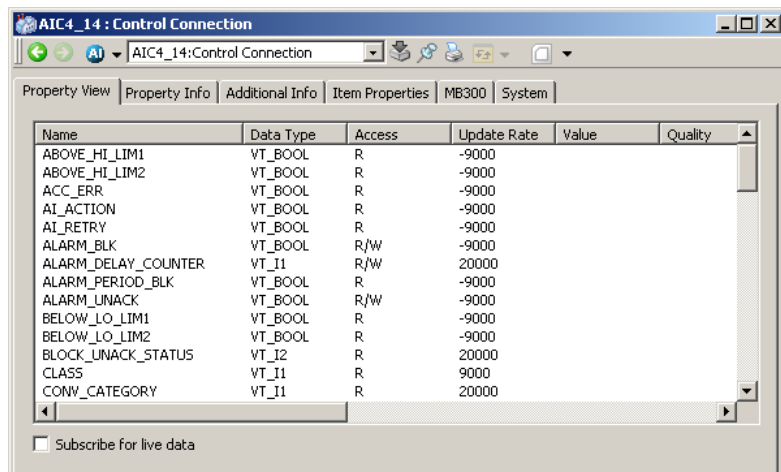 AIC4_14 : Control Connection
AI AIC4_14:Control Connection
Property View Property Info Additional Info Item Properties MB300 System
Name Data Type Access Update Rate Value Quality
ABOVE_HI_LIM1 VT_BOOL R -9000
ABOVE_HI_LIM2 VT_BOOL R -9000
ACC_ERR VT_BOOL R -9000
AI_ACTION VT_BOOL R -9000
AI_RETRY VT_BOOL R -9000
ALARM_BLK VT_BOOL R/W -9000
ALARM_DELAY_COUNTER VT_I1 R/W 20000
ALARM_PERIOD_BLK VT_BOOL R -9000
ALARM_UNACK VT_BOOL R/W -9000
BELOW_LO_LIM1 VT_BOOL R -9000
BELOW_LO_LIM2 VT_BOOL R -9000
BLOCK_UNACK_STATUS VT_I2 R 20000
CLASS VT_I1 R 9000
CONV_CATEGORY VT_I1 R 20000
Subscribe for live data